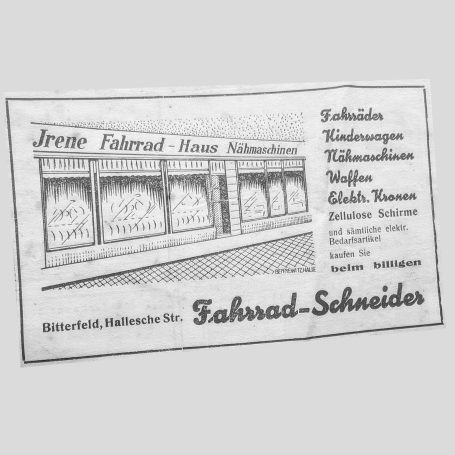 Jrene Fahrrad-Haus Nähmaschinen
Fahrräder
Kinderwagen
Nähmaschinen
Waffen
Elektr. Kronen
Zellulose Schirme
und sämtliche elektr.
Bedarfsartikel
kaufen Sie
beim billigen
Bitterfeld, Hallesche Str. Fahrrad-Schneider